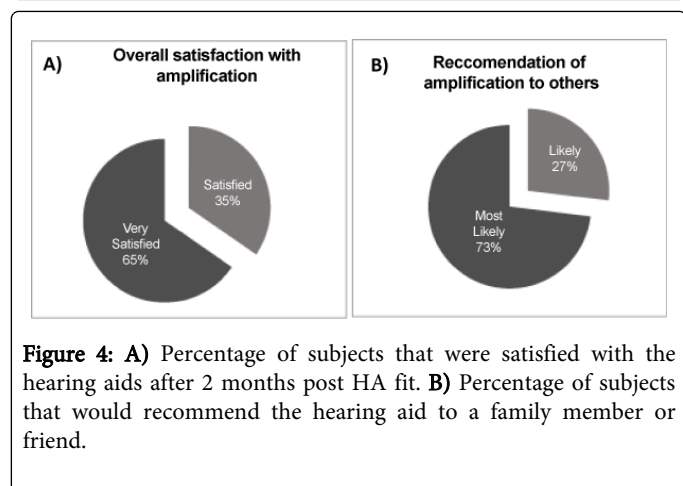 A)
Overall satisfaction with
amplification
Satisfied
35%
Very
Satisfied
65%
B)
Reccomendation of
amplification to others
Likely
27%
Most
Likely
73%
Figure 4: A) Percentage of subjects that were satisfied with the
hearing aids after 2 months post HA fit. B) Percentage of subjects
that would recommend the hearing aid to a family member or
friend.